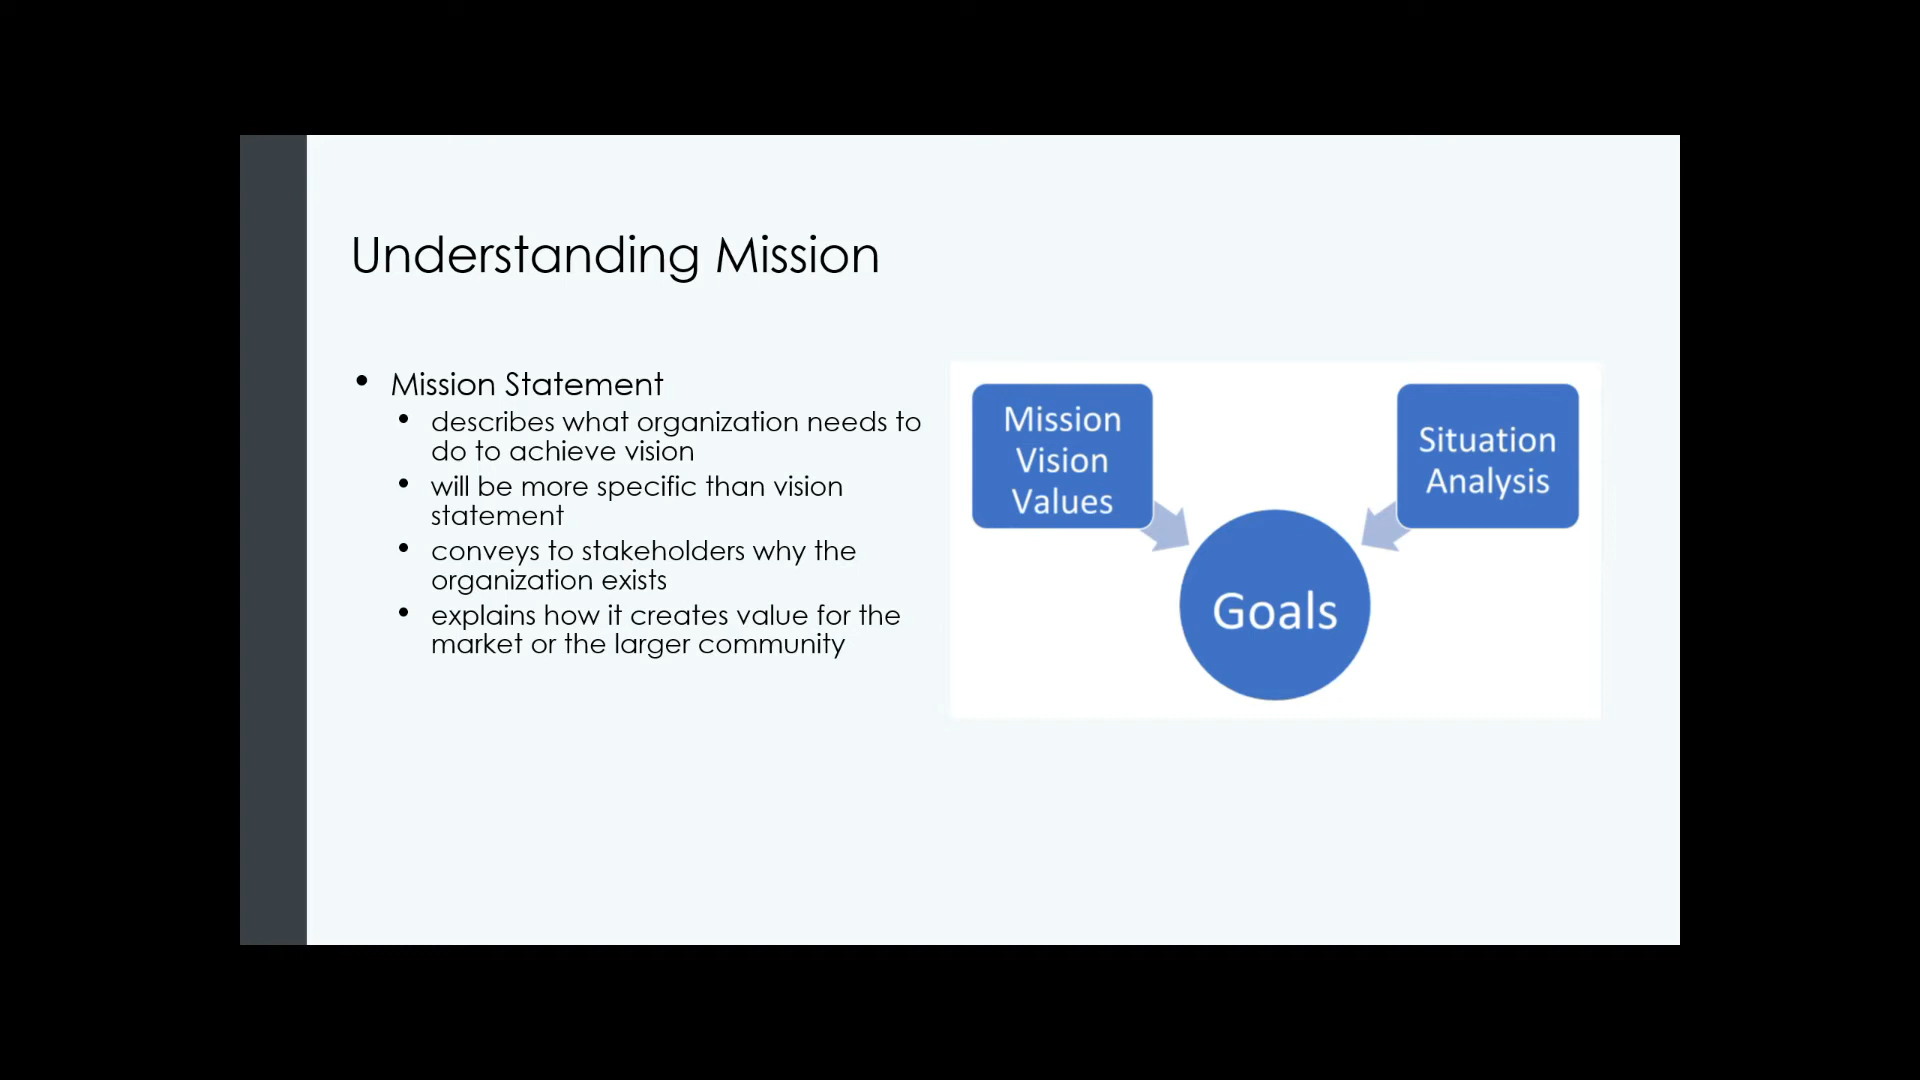 Understanding Mission
• Mission Statement
• describes what organization needs to
do to achieve vision
• will be more specific than vision
statement
• conveys to stakeholders why the
organization exists
• explains how it creates value for the
market or the larger community
Mission
Vision
Values
Situation
Analysis
Goals